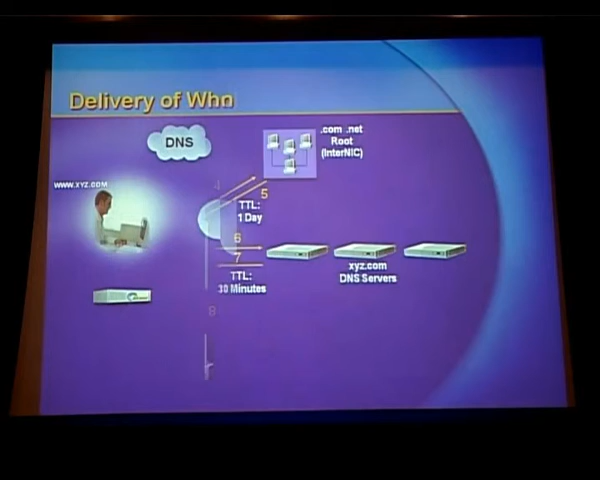 Delivery of Who
DNS
.com .net
Root
(InterNIC)
WWW.XYZ.COM
4
5
TTL:
1 Day
6
7
TTL:
30 Minutes
xyz.com
DNS Servers
8